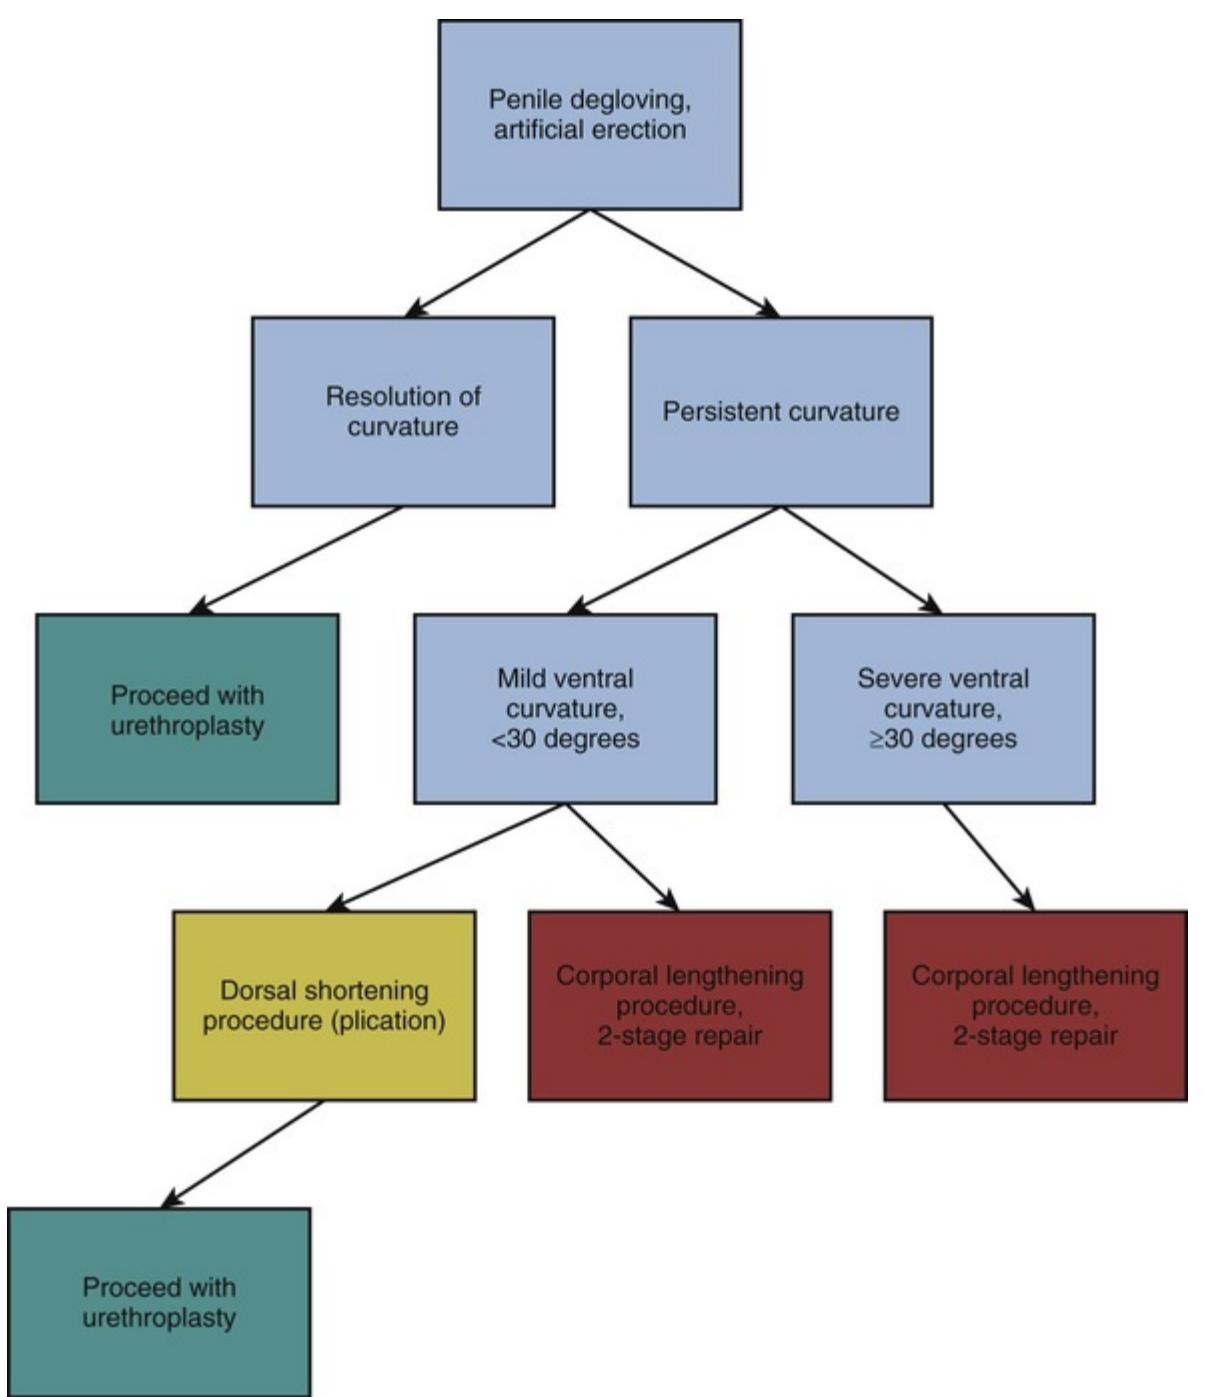 Penile degloving,
artificial erection
Resolution of
curvature
Persistent curvature
Proceed with
urethroplasty
Mild ventral
curvature,
<30 degrees
Severe ventral
curvature,
≥30 degrees
Dorsal shortening
procedure (plication)
Corporal lengthening
procedure,
2-stage repair
Corporal lengthening
procedure,
2-stage repair
Proceed with
urethroplasty